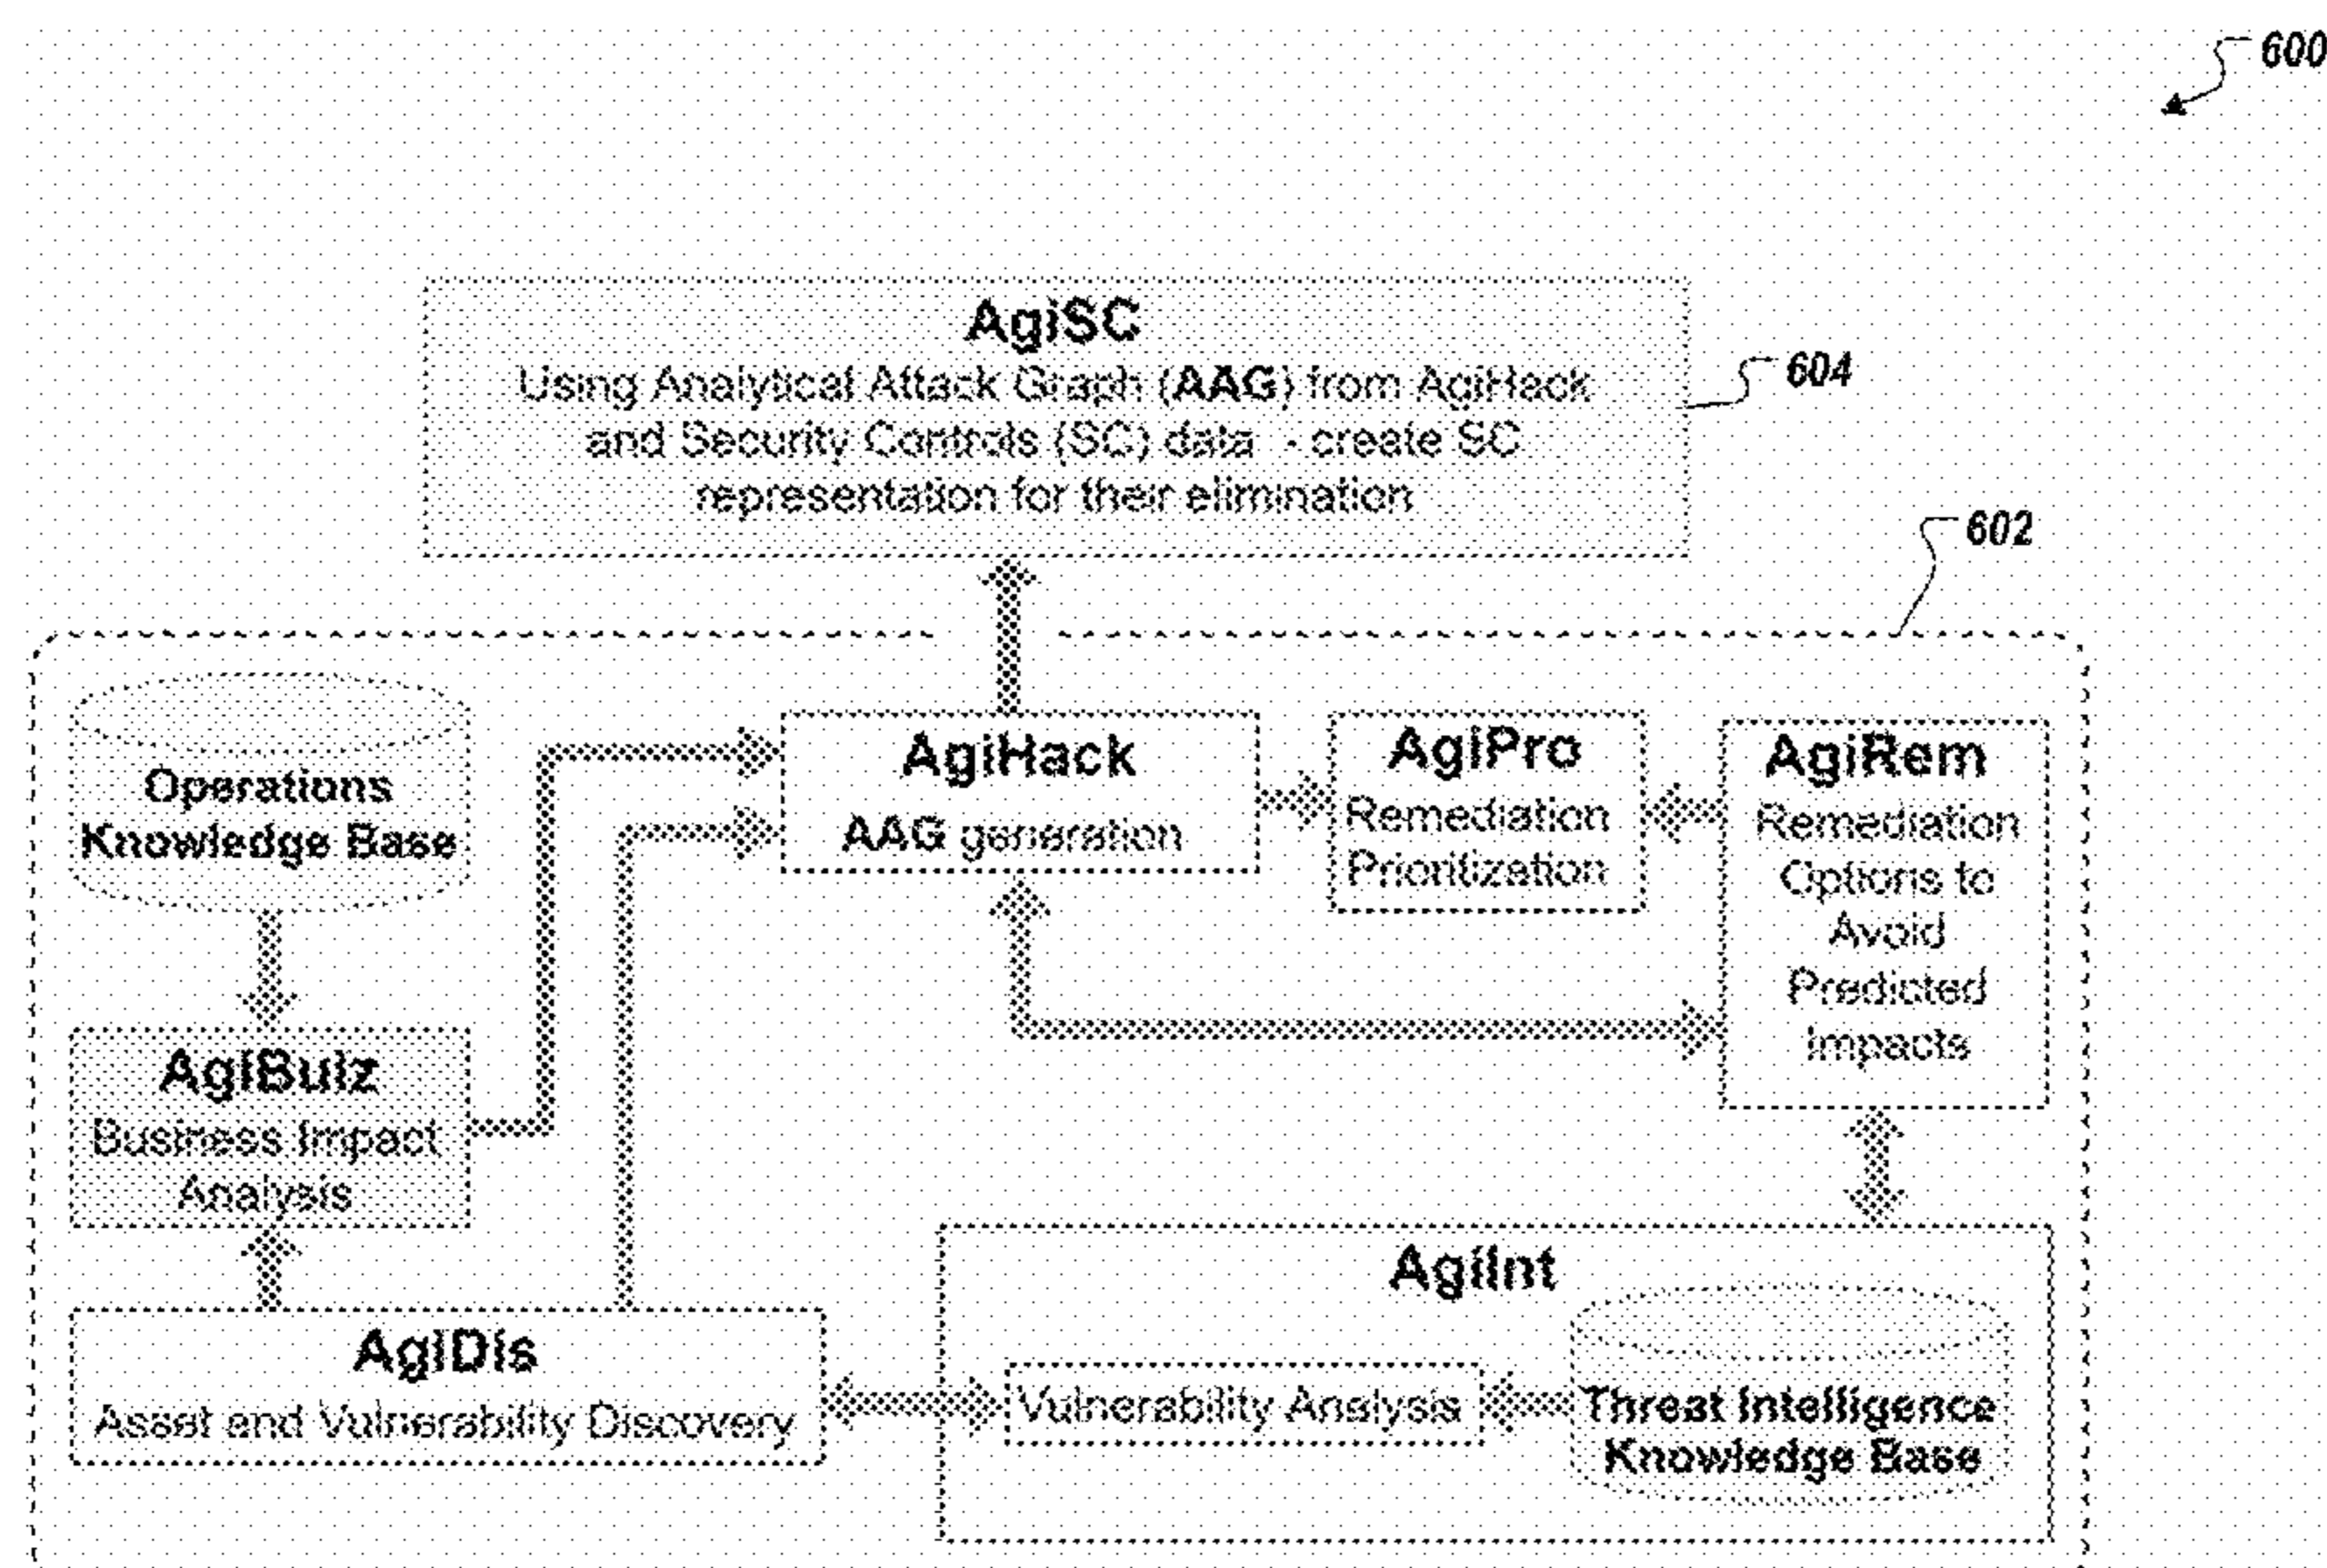 600
AgiSC
Using Analytical Attack Graph (AAG) from AgiHack
and Security Controls (SC) data - create SC
representation for their elimination
604
602
Operations
Knowledge Base
AgiHack
AAG generation
AgiPro
Remediation
Prioritization
AgiRem
Remediation
Options to
Avoid
Predicted
Impacts
AgiBuiz
Business Impact
Analysis
AgiDis
Asset and Vulnerability Discovery
AgiInt
Vulnerability Analysis
Threat Intelligence
Knowledge Base